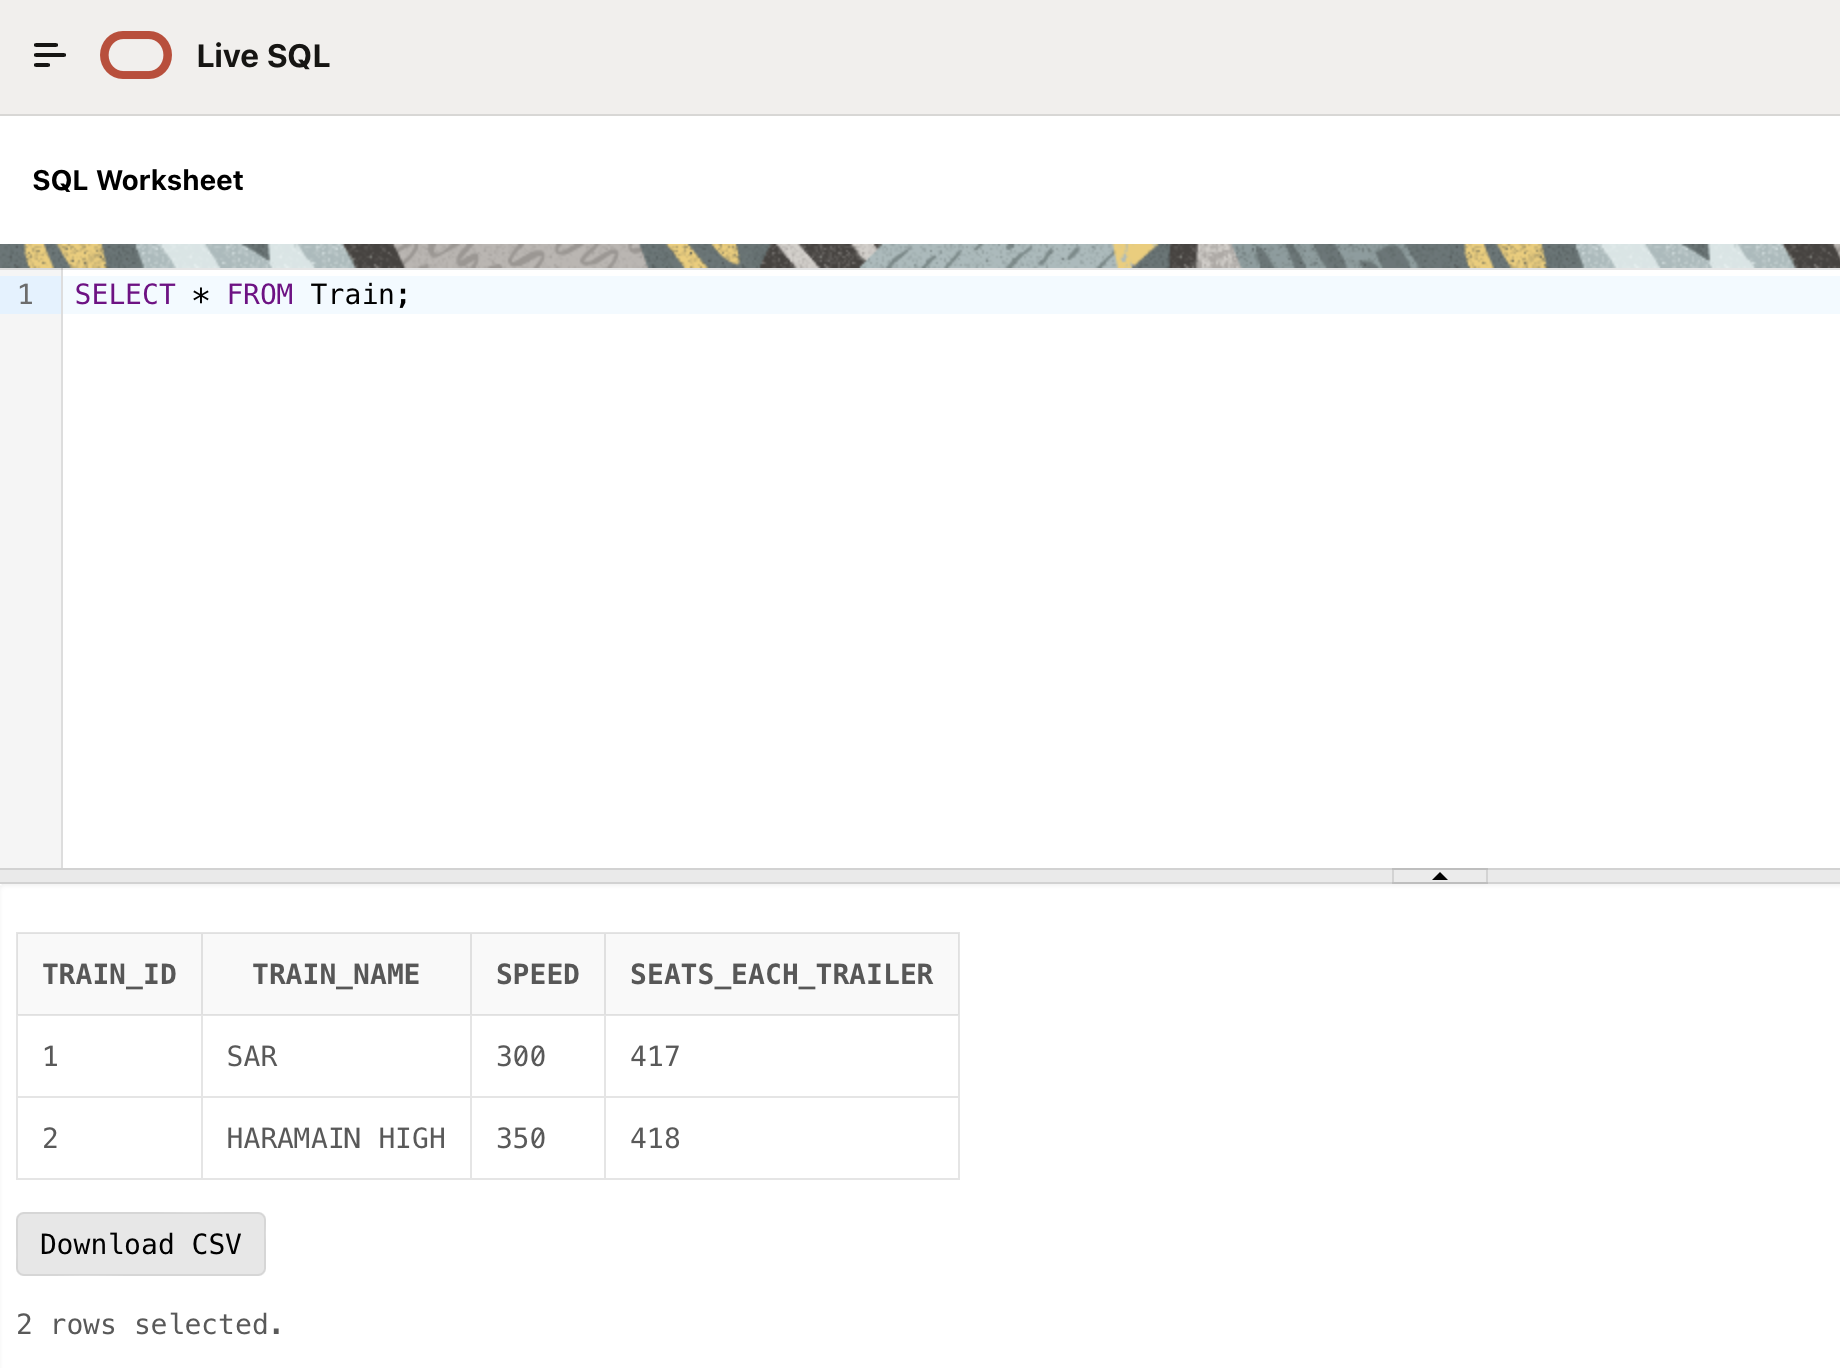 Live SQL
SQL Worksheet
1 SELECT * FROM Train;
TRAIN_ID TRAIN_NAME SPEED SEATS_EACH_TRAILER
1 SAR 300 417
2 HARAMAIN HIGH 350 418
Download CSV
2 rows selected.